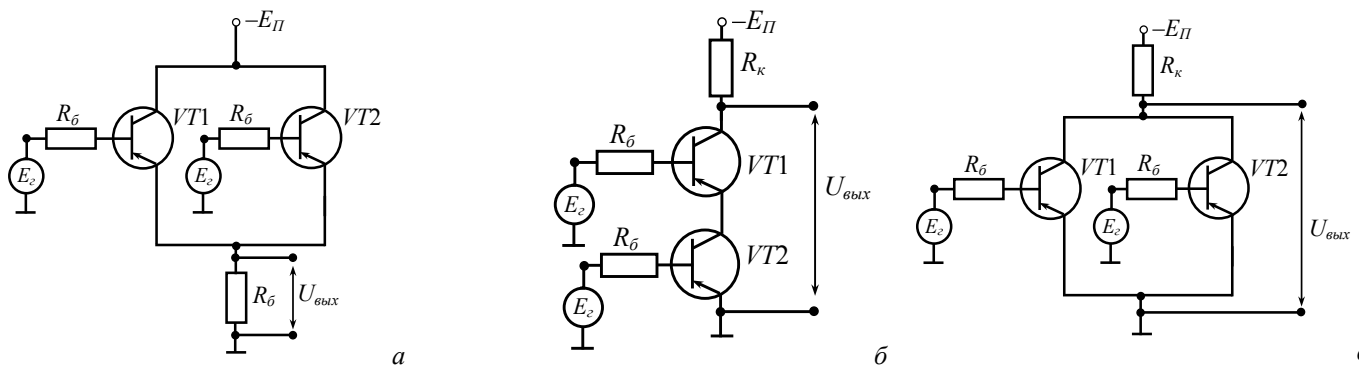 –E_П
R_б
VT1
R_б
VT2
E_г
E_г
R_б
U_вых
а
–E_П
R_к
R_б
VT1
E_г
U_вых
R_б
VT2
E_г
б
–E_П
R_к
R_б
VT1
R_б
VT2
E_г
E_г
U_вых